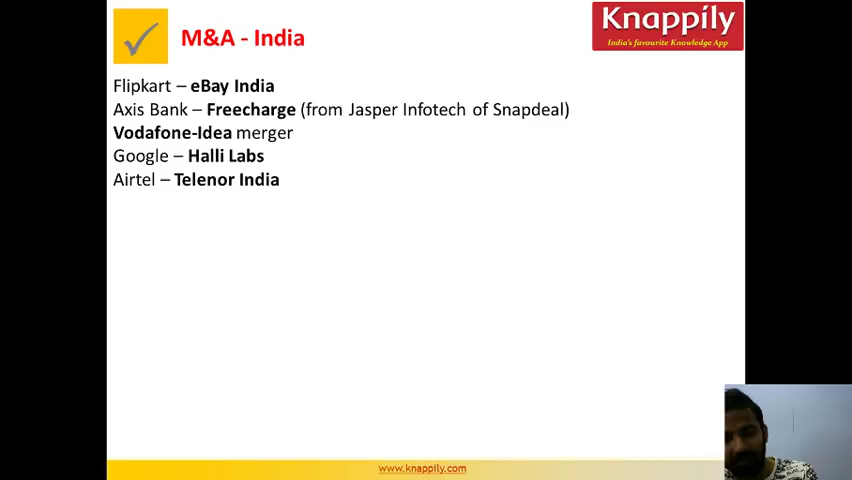 M&A - India
Knappily
India's favourite Knowledge App
Flipkart – eBay India
Axis Bank – Freecharge (from Jasper Infotech of Snapdeal)
Vodafone-Idea merger
Google – Halli Labs
Airtel – Telenor India
www.knappily.com